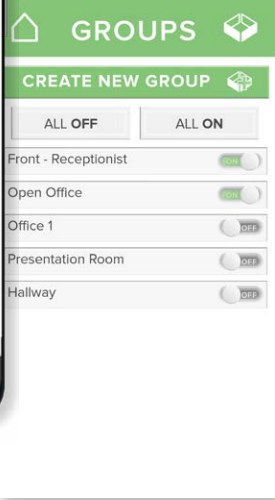 GROUPS
CREATE NEW GROUP
ALL OFF
ALL ON
Front - Receptionist
ON
Open Office
ON
Office 1
OFF
Presentation Room
OFF
Hallway
OFF